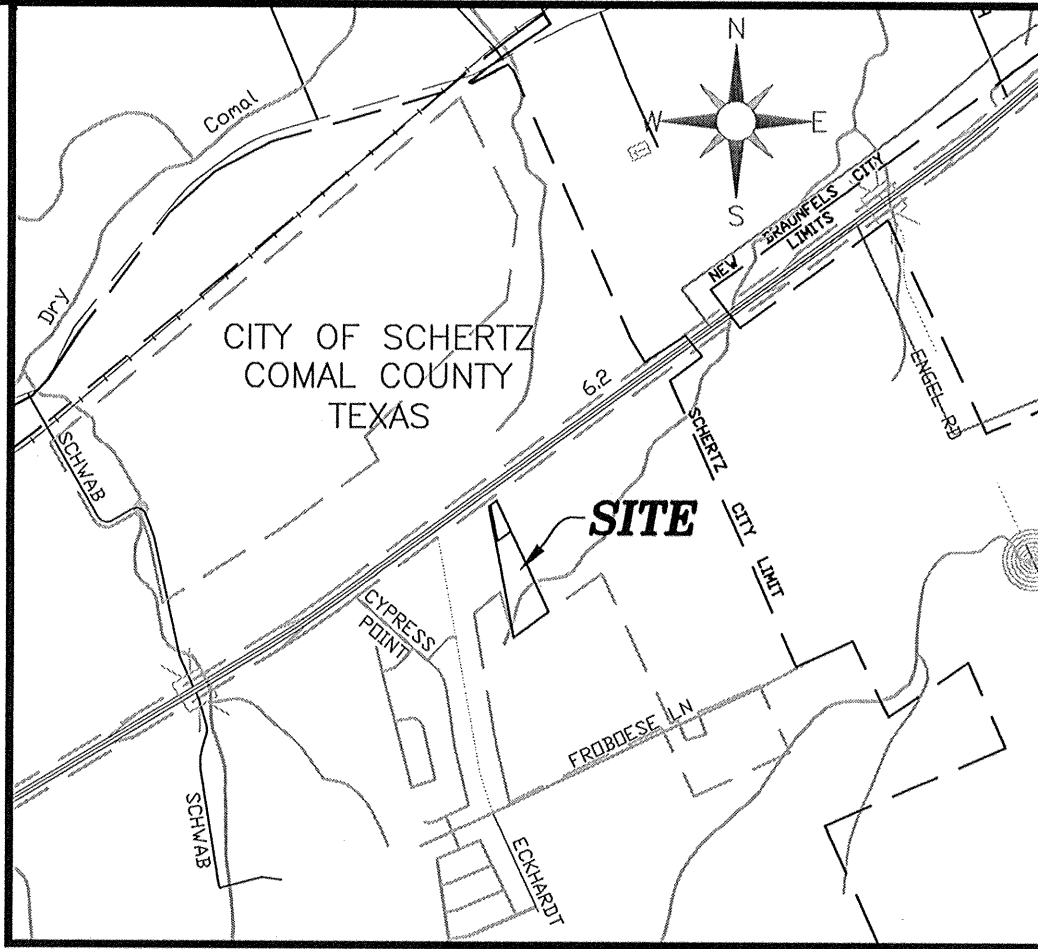 N
W
E
S
Comal
Dry
NEW BRAUNFELS CITY
LIMITS
CITY OF SCHERTZ
COMAL COUNTY
TEXAS
6.2
ENGEL RD
SCHERTZ CITY LIMIT
SCHWAB
SITE
CYPRESS
POINT
FROBOESE LN
SCHWAB
ECKHARDT